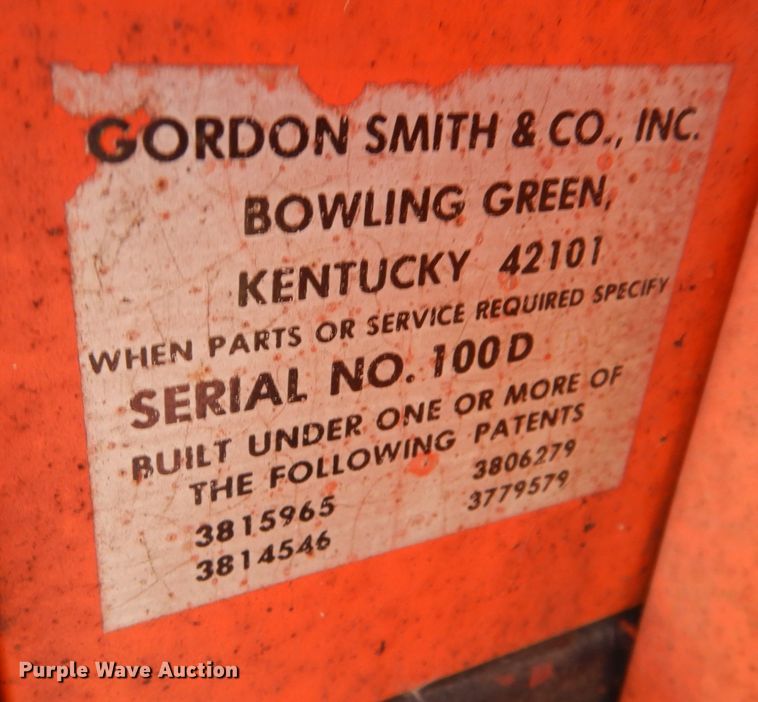 GORDON SMITH & CO., INC.
BOWLING GREEN,
KENTUCKY 42101
WHEN PARTS OR SERVICE REQUIRED SPECIFY
SERIAL NO. 100D
BUILT UNDER ONE OR MORE OF
THE FOLLOWING PATENTS
3815965 3806279
3814546 3779579
Purple Wave Auction